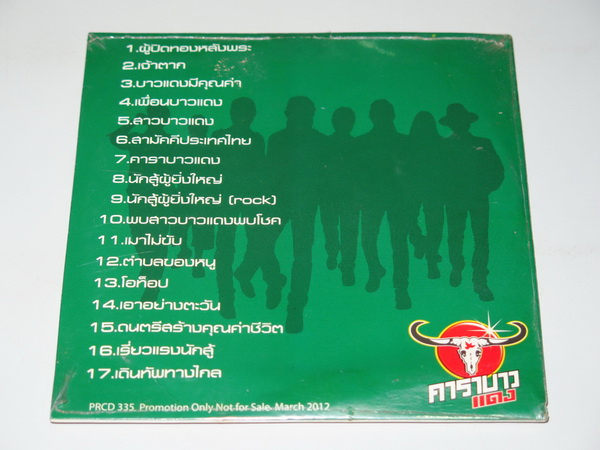 1.ผู้ปิดทองหลังพระ
2.เจ้าตาก
3.บาวแดงมีคุณค่า
4.เพื่อนบาวแดง
5.ลาวบาวแดง
6.สามัคคีประเทศไทย
7.คาราบาวแดง
8.นักสู้ผู้ยิ่งใหญ่
9.นักสู้ผู้ยิ่งใหญ่ (rock)
10.พบสาวบาวแดงพบโชค
11.เมาไม่ขับ
12.ตำบลของหนู
13.โอท็อป
14.เอาอย่างตะวัน
15.ดนตรีสร้างคุณค่าชีวิต
16.เรี่ยวแรงนักสู้
17.เดินทัพทางไกล
คาราบาว
แดง
PRCD 335 Promotion Only.Not for Sale. March 2012